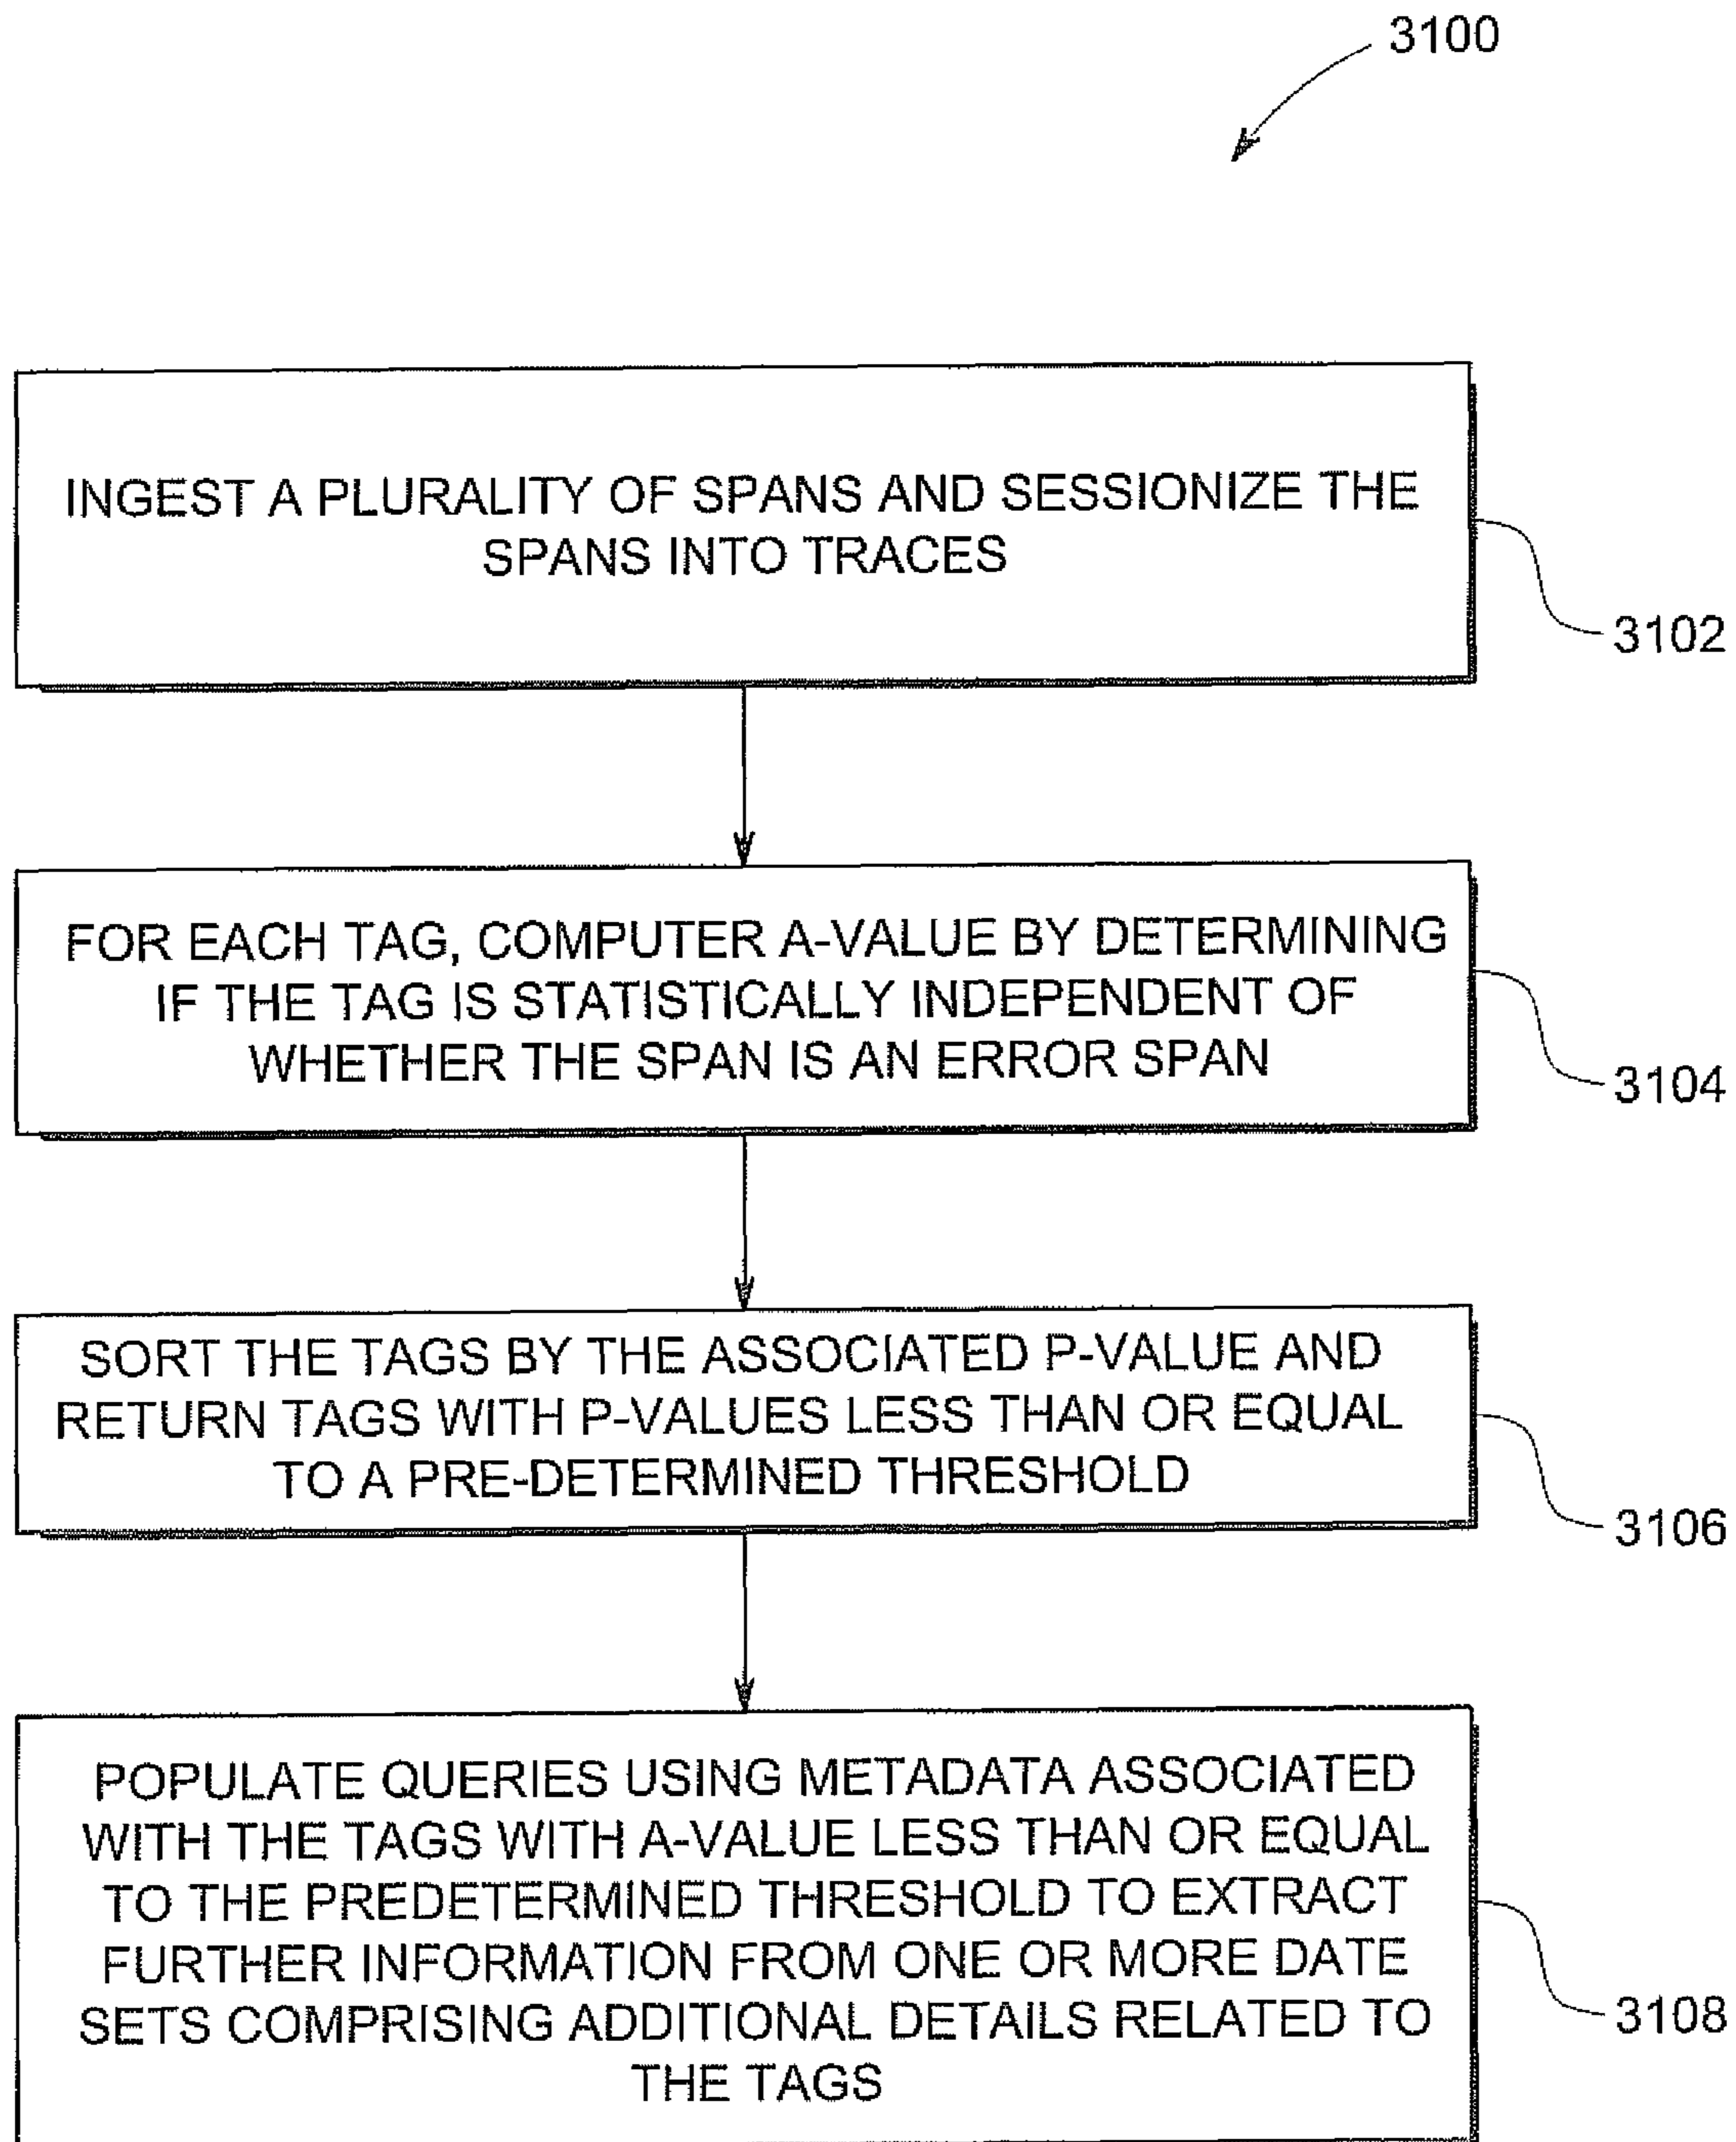 3100
INGEST A PLURALITY OF SPANS AND SESSIONIZE THE
SPANS INTO TRACES
3102
FOR EACH TAG, COMPUTER A-VALUE BY DETERMINING
IF THE TAG IS STATISTICALLY INDEPENDENT OF
WHETHER THE SPAN IS AN ERROR SPAN
3104
SORT THE TAGS BY THE ASSOCIATED P-VALUE AND
RETURN TAGS WITH P-VALUES LESS THAN OR EQUAL
TO A PRE-DETERMINED THRESHOLD
3106
POPULATE QUERIES USING METADATA ASSOCIATED
WITH THE TAGS WITH A-VALUE LESS THAN OR EQUAL
TO THE PREDETERMINED THRESHOLD TO EXTRACT
FURTHER INFORMATION FROM ONE OR MORE DATE
SETS COMPRISING ADDITIONAL DETAILS RELATED TO
THE TAGS
3108